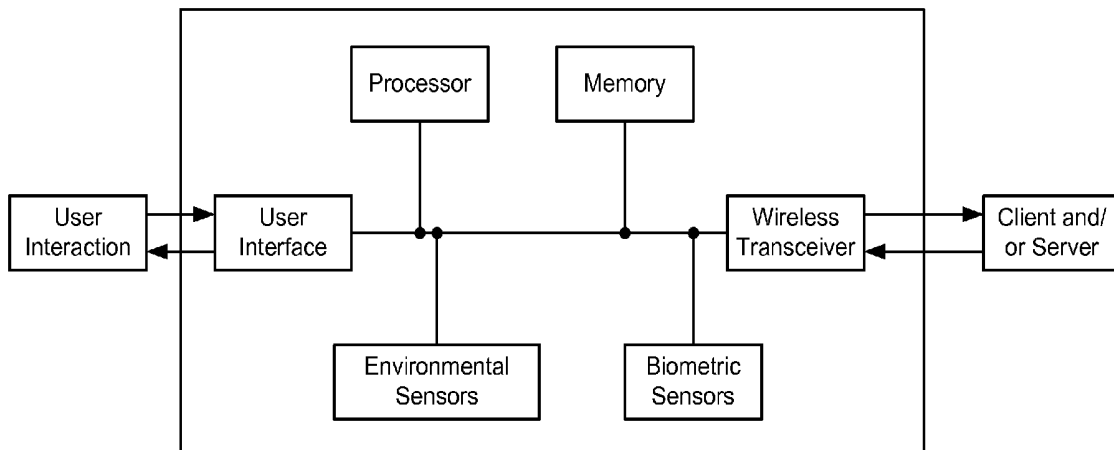 Processor
Memory
User
Interaction
User
Interface
Wireless
Transceiver
Client and/
or Server
Environmental
Sensors
Biometric
Sensors